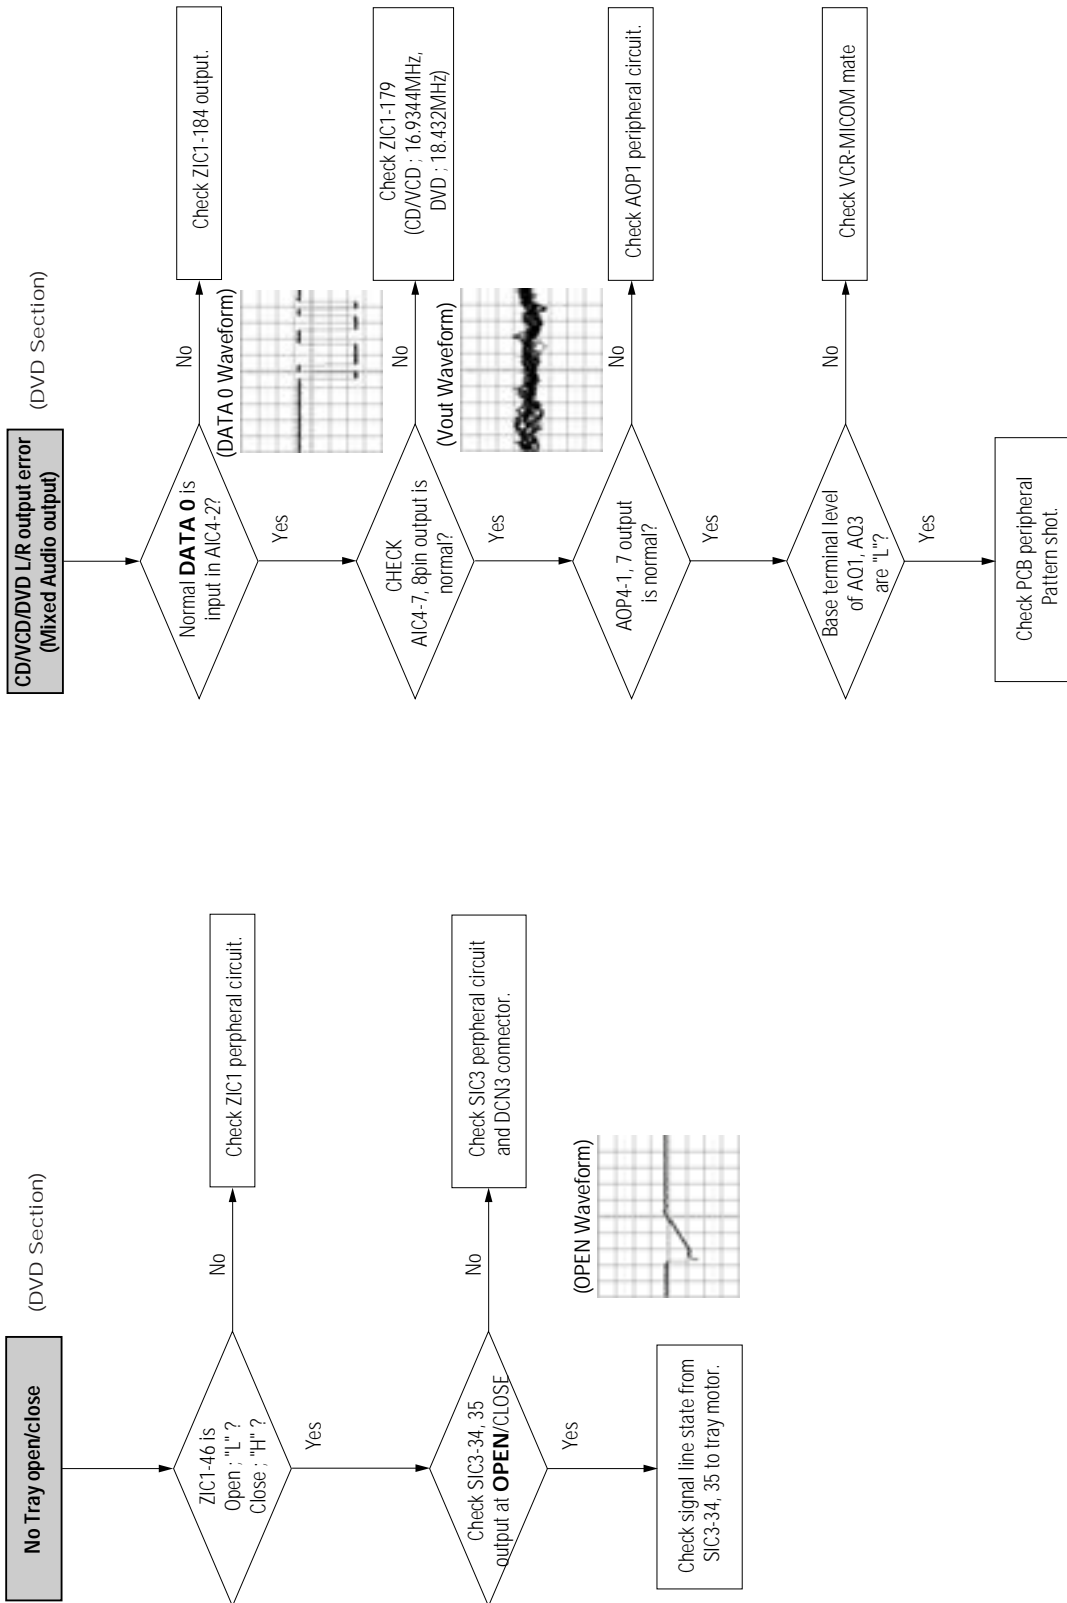 (DVD Section)
No Tray open/close
ZIC1-46 is
Open ; "L" ?
Close ; "H" ?
No
Check ZIC1 perpheral circuit.
Yes
Check SIC3-34, 35
output at OPEN/CLOSE
No
Check SIC3 perpheral circuit
and DCN3 connector.
Yes
(OPEN Waveform)
Check signal line state from
SIC3-34, 35 to tray motor.
(DVD Section)
CD/VCD/DVD L/R output error
(Mixed Audio output)
Normal DATA 0 is
input in AIC4-2?
No
Check ZIC1-184 output.
(DATA 0 Waveform)
Yes
CHECK
AIC4-7, 8pin output is
normal?
No
Check ZIC1-179
(CD/VCD ; 16.9344MHz,
DVD ; 18.432MHz)
(Vout Waveform)
Yes
AOP4-1, 7 output
is normal?
No
Check AOP1 peripheral circuit.
Yes
Base terminal level
of AQ1, AQ3
are "L"?
No
Check VCR-MICOM mate
Yes
Check PCB peripheral
Pattern shot.